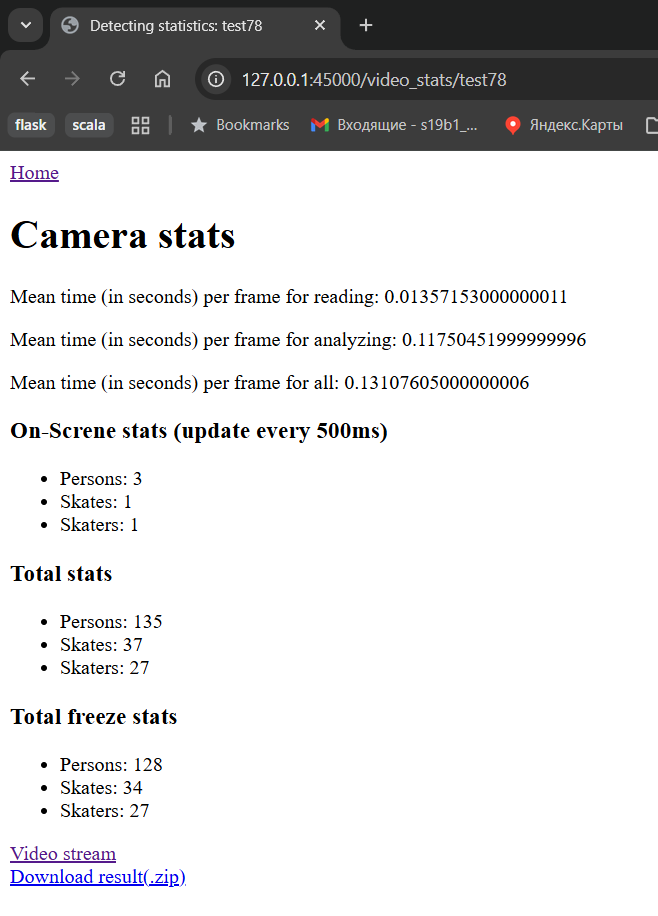 Detecting statistics: test78
127.0.0.1:45000/video_stats/test78
flask scala Bookmarks Входящие - s19b1_... Яндекс.Карты
Home
Camera stats
Mean time (in seconds) per frame for reading: 0.01357153000000011
Mean time (in seconds) per frame for analyzing: 0.11750451999999996
Mean time (in seconds) per frame for all: 0.13107605000000006
On-Screne stats (update every 500ms)
Persons: 3
Skates: 1
Skaters: 1
Total stats
Persons: 135
Skates: 37
Skaters: 27
Total freeze stats
Persons: 128
Skates: 34
Skaters: 27
Video stream
Download result(.zip)